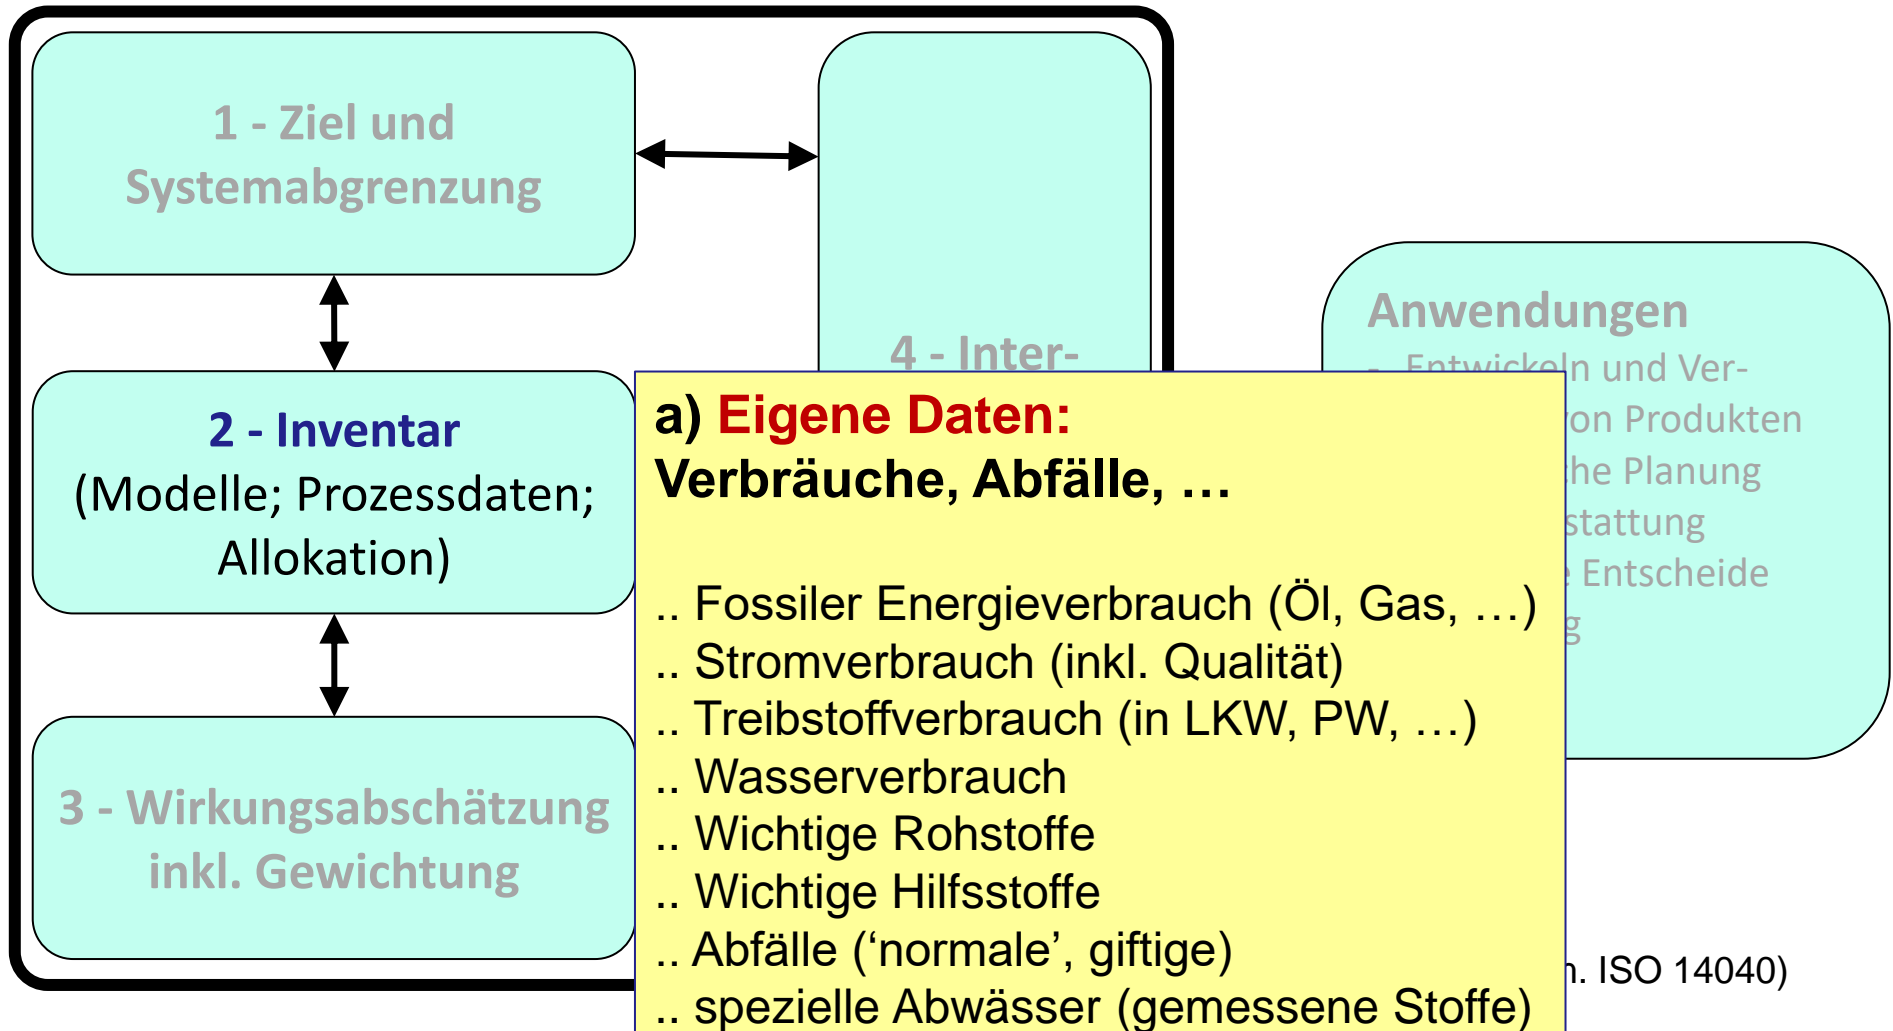 1 - Ziel und
Systemabgrenzung
2 - Inventar
(Modelle; Prozessdaten;
Allokation)
3 - Wirkungsabschätzung
inkl. Gewichtung
4 - Inter-
a) Eigene Daten:
Verbräuche, Abfälle, …
.. Fossiler Energieverbrauch (Öl, Gas, …)
.. Stromverbrauch (inkl. Qualität)
.. Treibstoffverbrauch (in LKW, PW, …)
.. Wasserverbrauch
.. Wichtige Rohstoffe
.. Wichtige Hilfsstoffe
.. Abfälle (‘normale’, giftige)
.. spezielle Abwässer (gemessene Stoffe)
Anwendungen
- Entwickeln und Ver-
von Produkten
che Planung
stattung
Entscheide
g
n. ISO 14040)